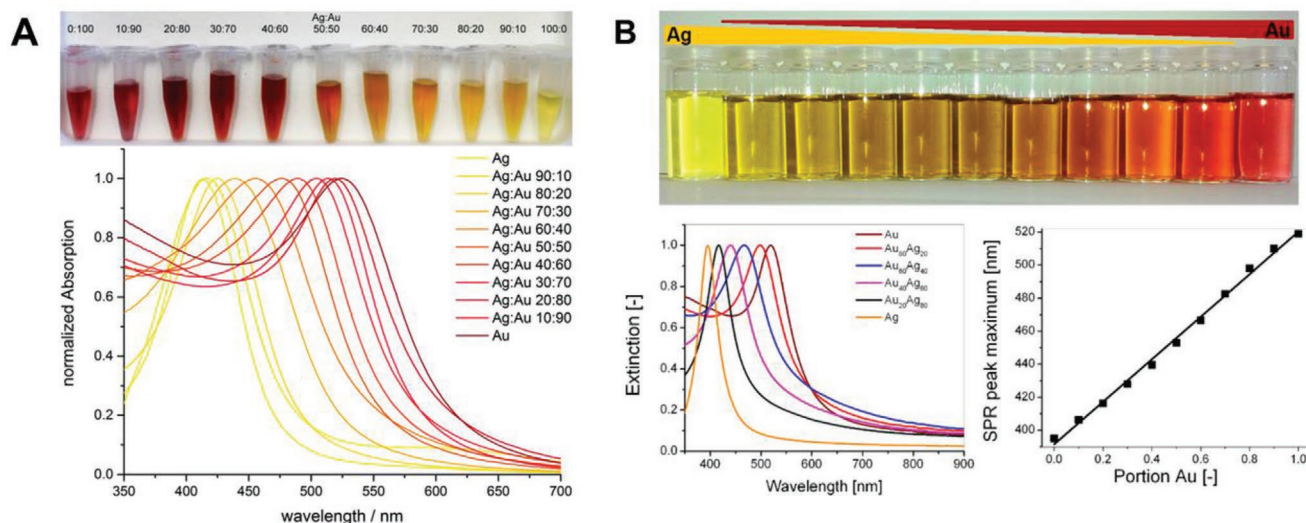 A
Ag:Au
0:100 10:90 20:80 30:70 40:60 50:50 60:40 70:30 80:20 90:10 100:0
normalized Absorption
1.0
0.8
0.6
0.4
0.2
0.0
350 400 450 500 550 600 650 700
wavelength / nm
Ag
Ag:Au 90:10
Ag:Au 80:20
Ag:Au 70:30
Ag:Au 60:40
Ag:Au 50:50
Ag:Au 40:60
Ag:Au 30:70
Ag:Au 20:80
Ag:Au 10:90
Au
B
Ag Au
Extinction [-]
1.0
0.8
0.6
0.4
0.2
0.0
400 500 600 700 800 900
Wavelength [nm]
Au
Au₈₀Ag₂₀
Au₆₀Ag₄₀
Au₄₀Ag₆₀
Au₂₀Ag₈₀
Ag
SPR peak maximum [nm]
520
500
480
460
440
420
400
0.0 0.2 0.4 0.6 0.8 1.0
Portion Au [-]